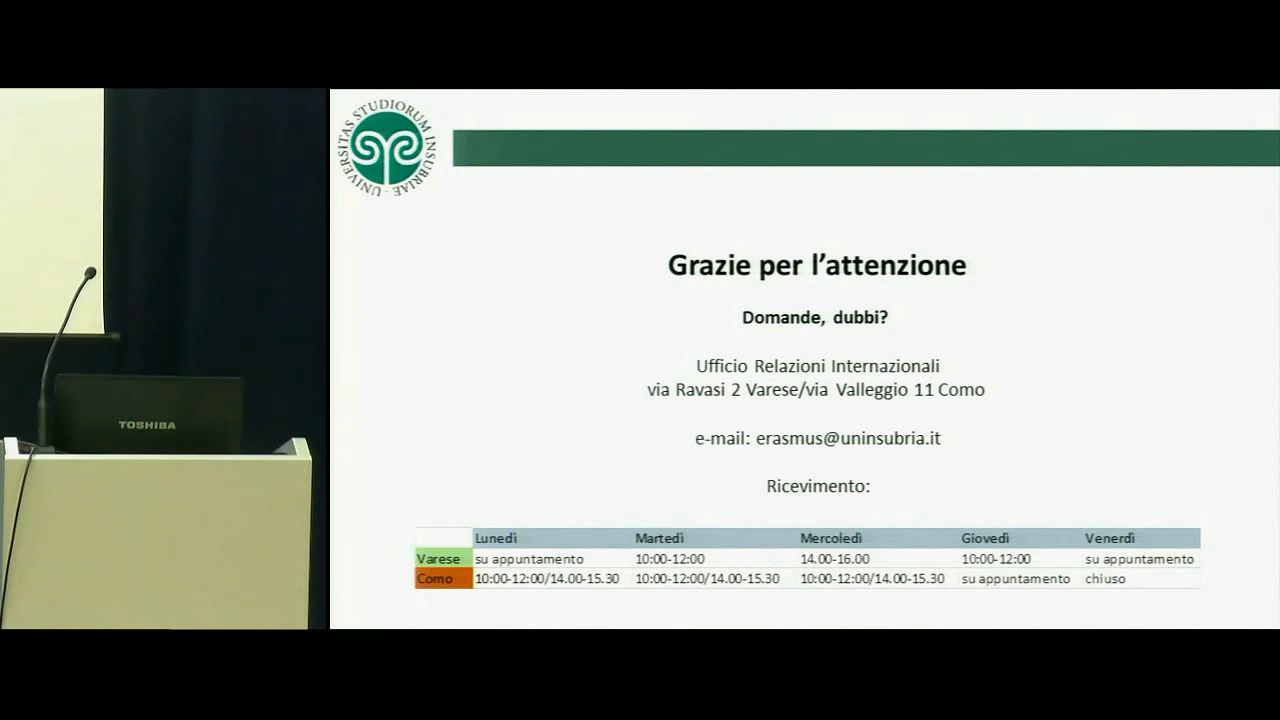 UNIVERSITAS STUDIORUM INSUBRIAE
Grazie per l'attenzione
Domande, dubbi?
Ufficio Relazioni Internazionali
via Ravasi 2 Varese/via Valleggio 11 Como
e-mail: erasmus@uninsubria.it
Ricevimento:
Lunedì Martedì Mercoledì Giovedì Venerdì
Varese su appuntamento 10:00-12:00 14.00-16.00 10:00-12:00 su appuntamento
Como 10:00-12:00/14.00-15.30 10:00-12:00/14.00-15.30 10:00-12:00/14.00-15.30 su appuntamento chiuso
TOSHIBA